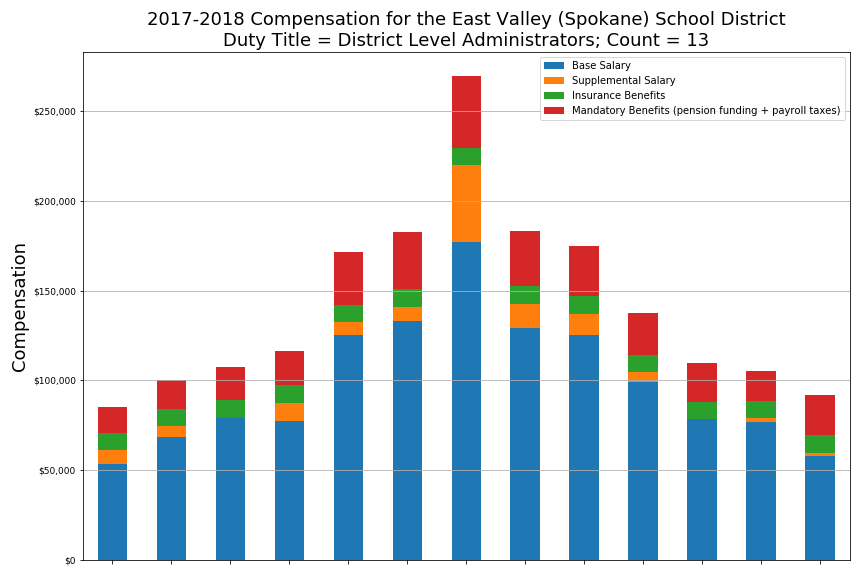 2017-2018 Compensation for the East Valley (Spokane) School District
Duty Title = District Level Administrators; Count = 13
Base Salary
Supplemental Salary
Insurance Benefits
Mandatory Benefits (pension funding + payroll taxes)
$250,000
$200,000
$150,000
$100,000
$50,000
$0
Compensation